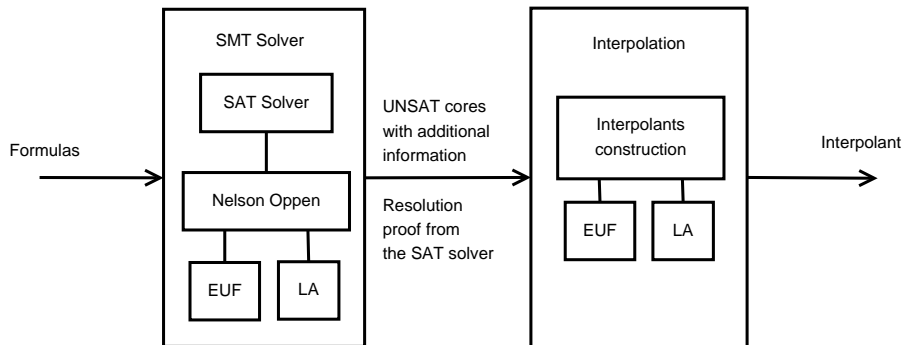 Formulas
SMT Solver
SAT Solver
Nelson Oppen
EUF
LA
UNSAT cores
with additional
information
Resolution
proof from
the SAT solver
Interpolation
Interpolants
construction
EUF
LA
Interpolant